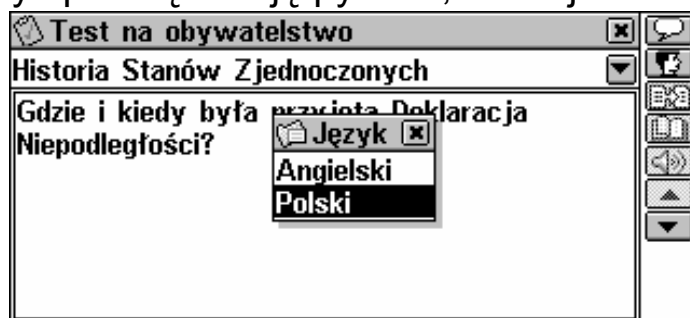 Test na obywatelstwo
Historia Stanów Zjednoczonych
Gdzie i kiedy była przyjęta Deklaracja
Niepodległości?
Język
Angielski
Polski